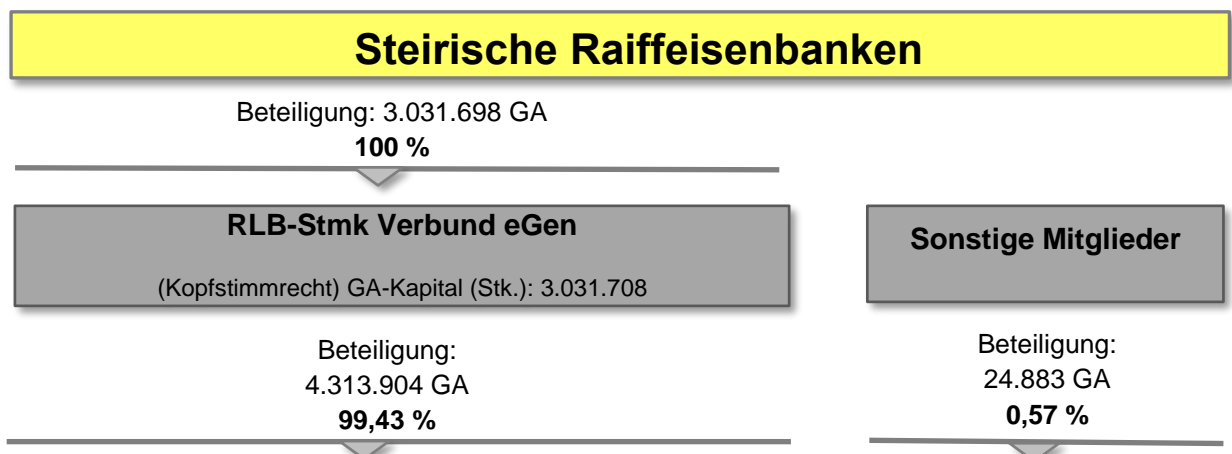 Steirische Raiffeisenbanken
Beteiligung: 3.031.698 GA
100 %
RLB-Stmk Verbund eGen
(Kopfstimmrecht) GA-Kapital (Stk.): 3.031.708
Sonstige Mitglieder
Beteiligung:
4.313.904 GA
99,43 %
Beteiligung:
24.883 GA
0,57 %